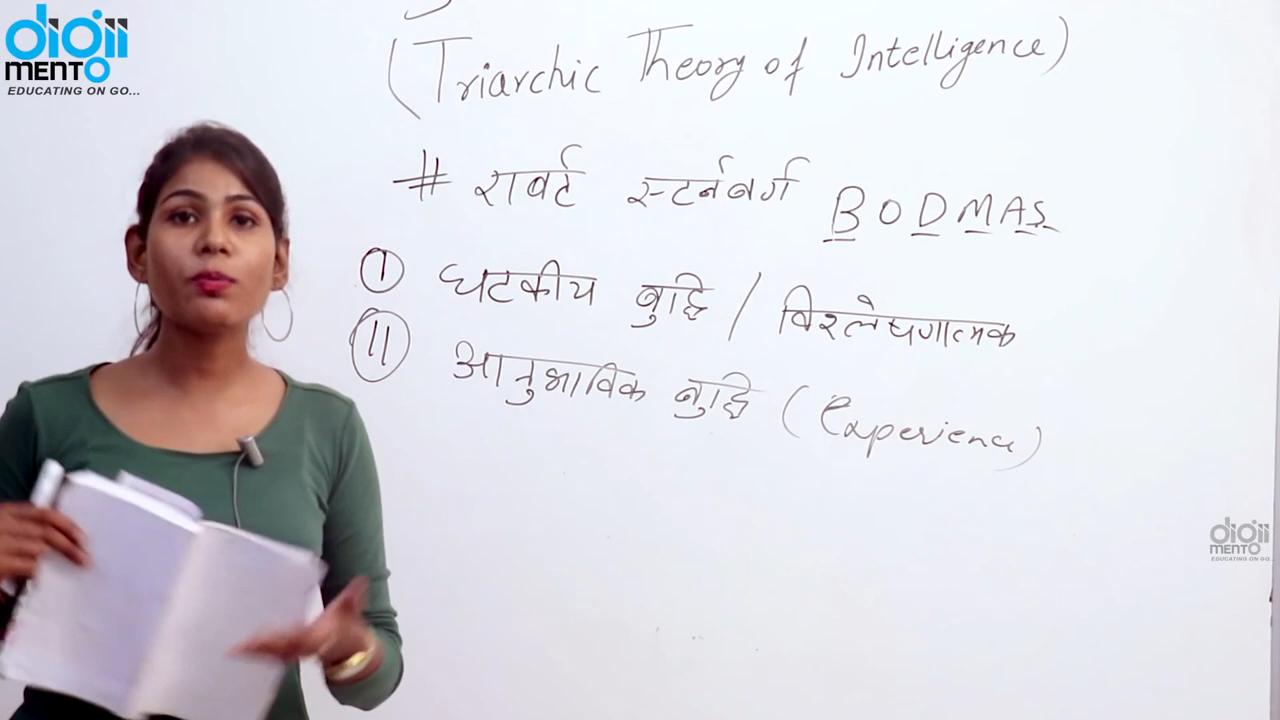 digii
MENTO
EDUCATING ON GO...
(Triarchic Theory of Intelligence)
# राबर्ट स्टर्नबर्ग BODMAS
I घटकीय बुद्धि / विश्लेषणात्मक
II आनुभाविक बुद्धि (Experience)
digii
MENTO
EDUCATING ON GO...